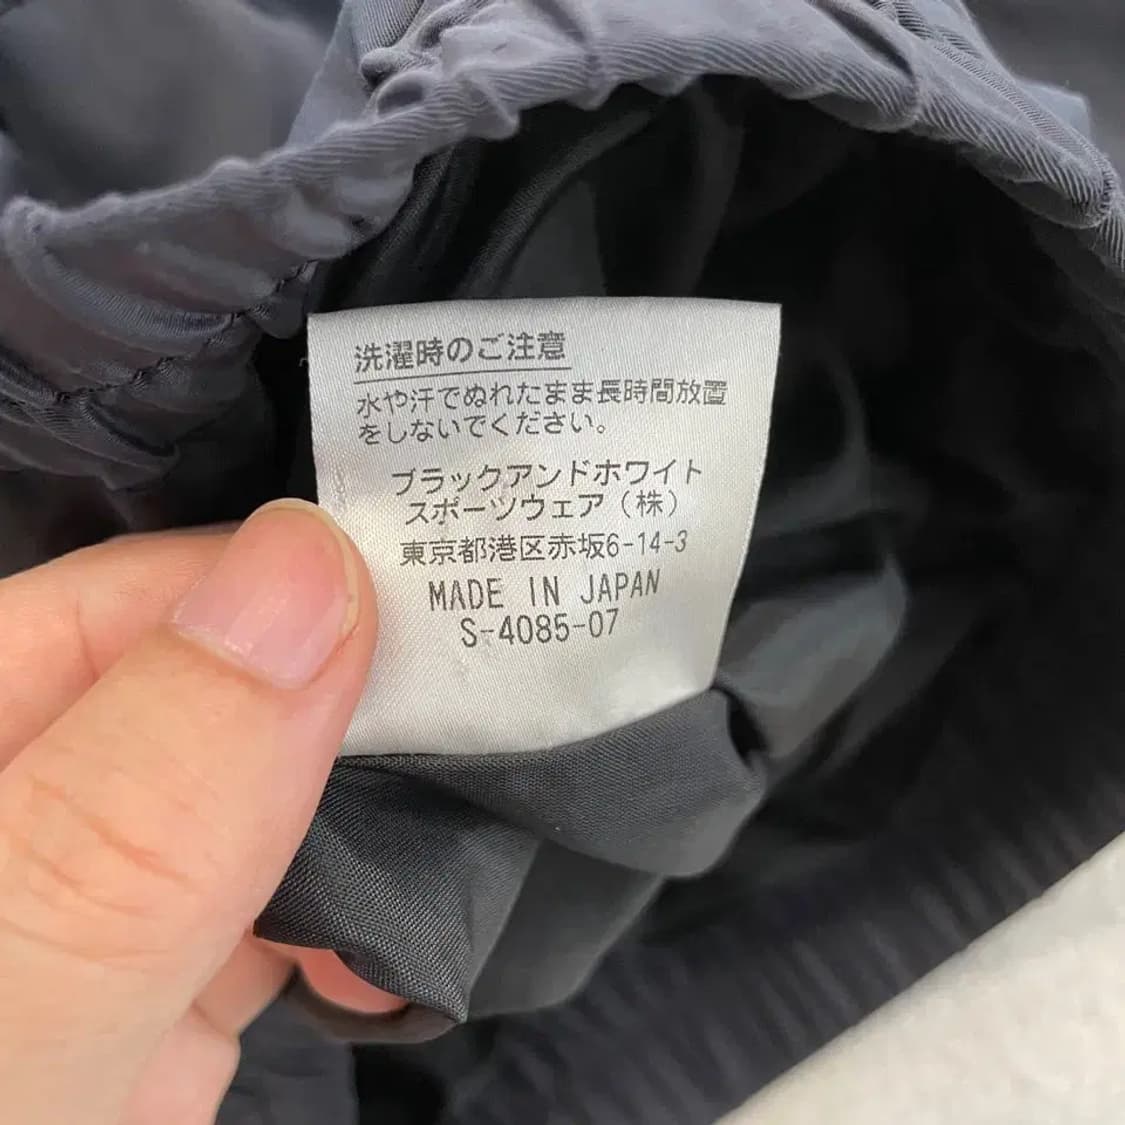 洗濯時のご注意
水や汗でぬれたまま長時間放置
をしないでください。
ブラックアンドホワイト
スポーツウェア（株）
東京都港区赤坂6-14-3
MADE IN JAPAN
S-4085-07